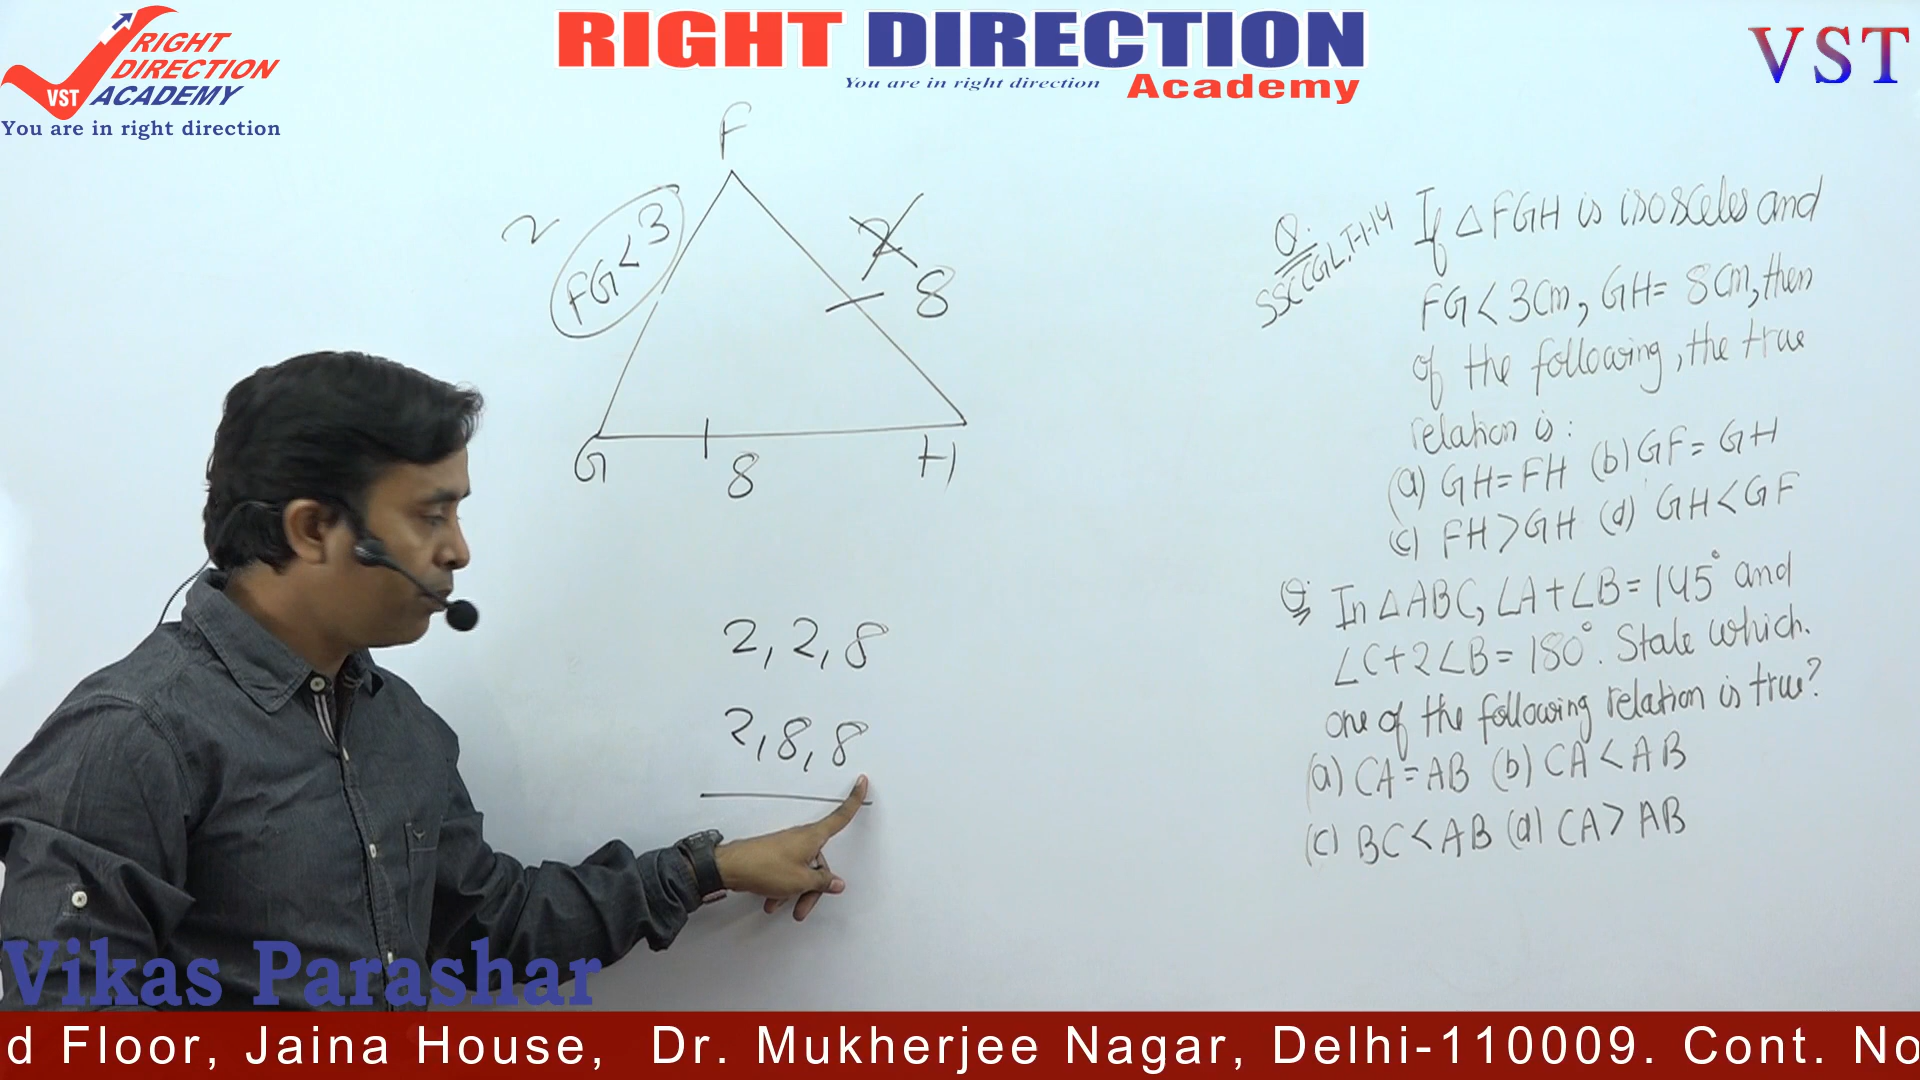 RIGHT
DIRECTION
VST ACADEMY
You are in right direction
RIGHT DIRECTION
You are in right direction Academy
VST
F
2
FG<3
2
8
G
8
H
2, 2, 8
2, 8, 8
Q.
SSC CGL, T-1-14
If △FGH is isosceles and
FG < 3cm, GH = 8cm, then
of the following, the true
relation is:
(a) GH=FH (b) GF=GH
(c) FH>GH (d) GH<GF
Q. In △ABC, ∠A+∠B=145° and
∠C+2∠B=180°. State which
one of the following relation is true?
(a) CA=AB (b) CA<AB
(c) BC<AB (d) CA>AB
Vikas Parashar
d Floor, Jaina House, Dr. Mukherjee Nagar, Delhi-110009. Cont. No